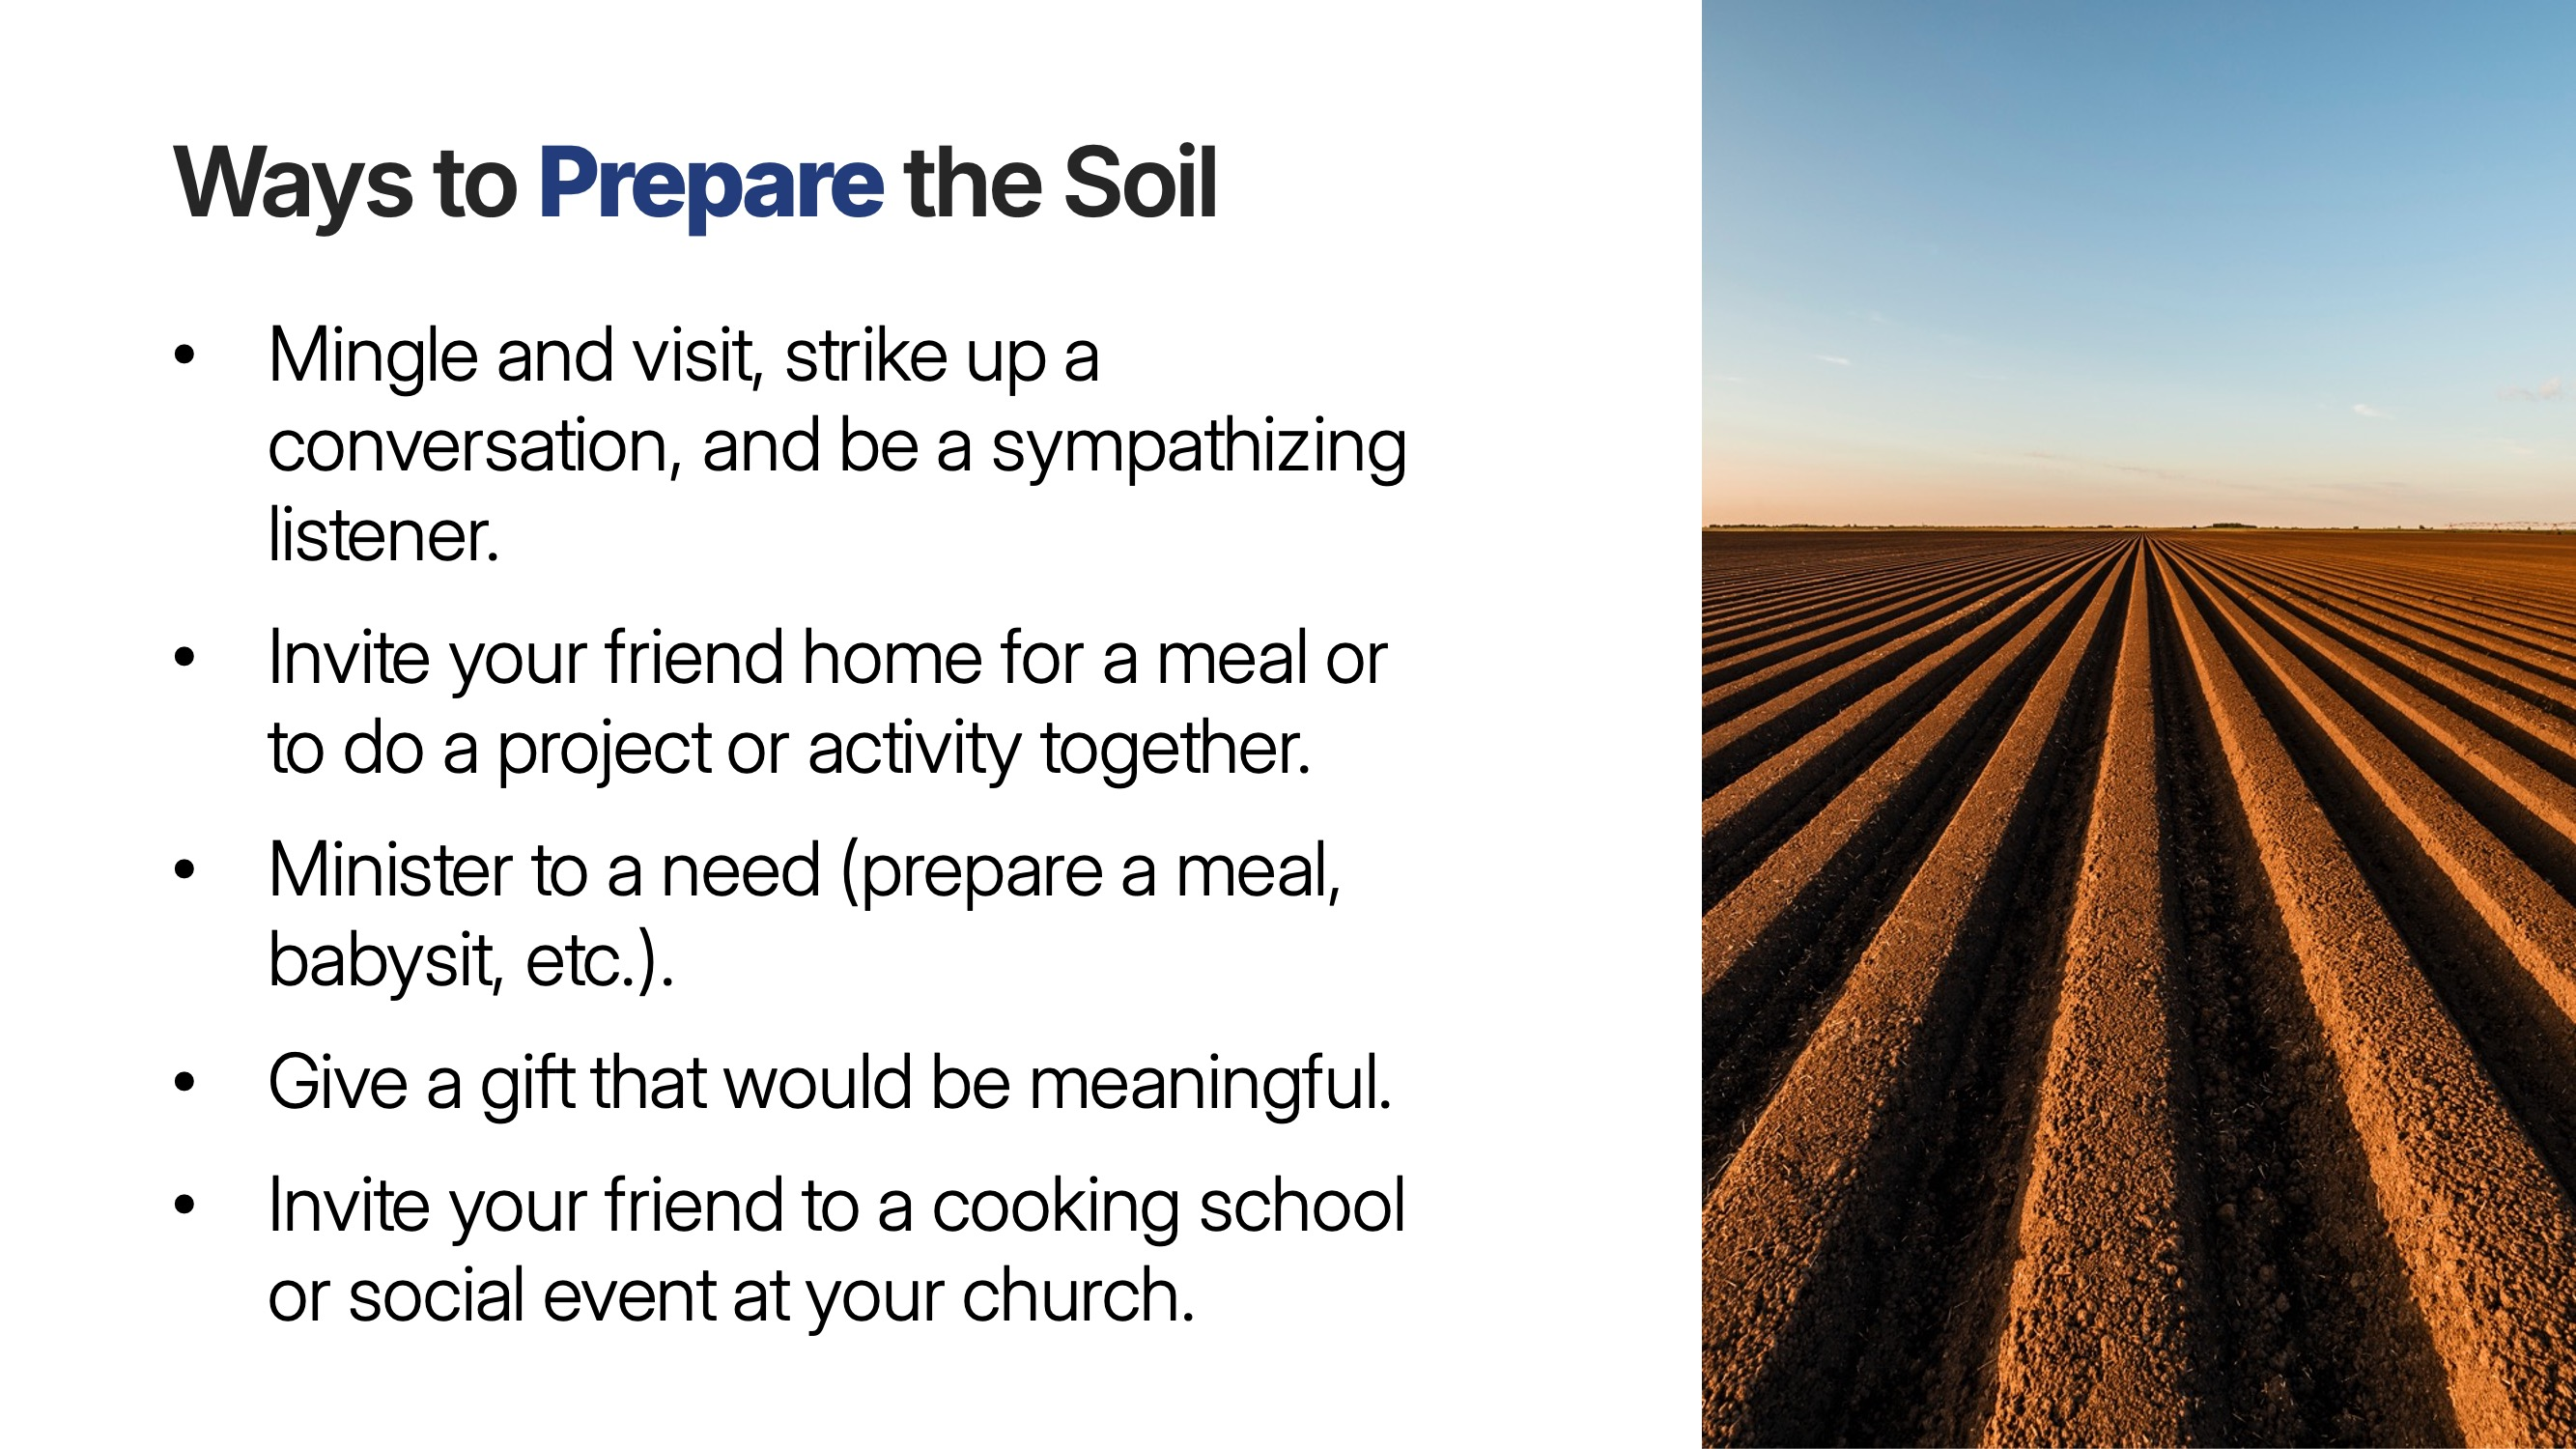 Ways to Prepare the Soil
• Mingle and visit, strike up a
conversation, and be a sympathizing
listener.
• Invite your friend home for a meal or
to do a project or activity together.
• Minister to a need (prepare a meal,
babysit, etc.).
• Give a gift that would be meaningful.
• Invite your friend to a cooking school
or social event at your church.